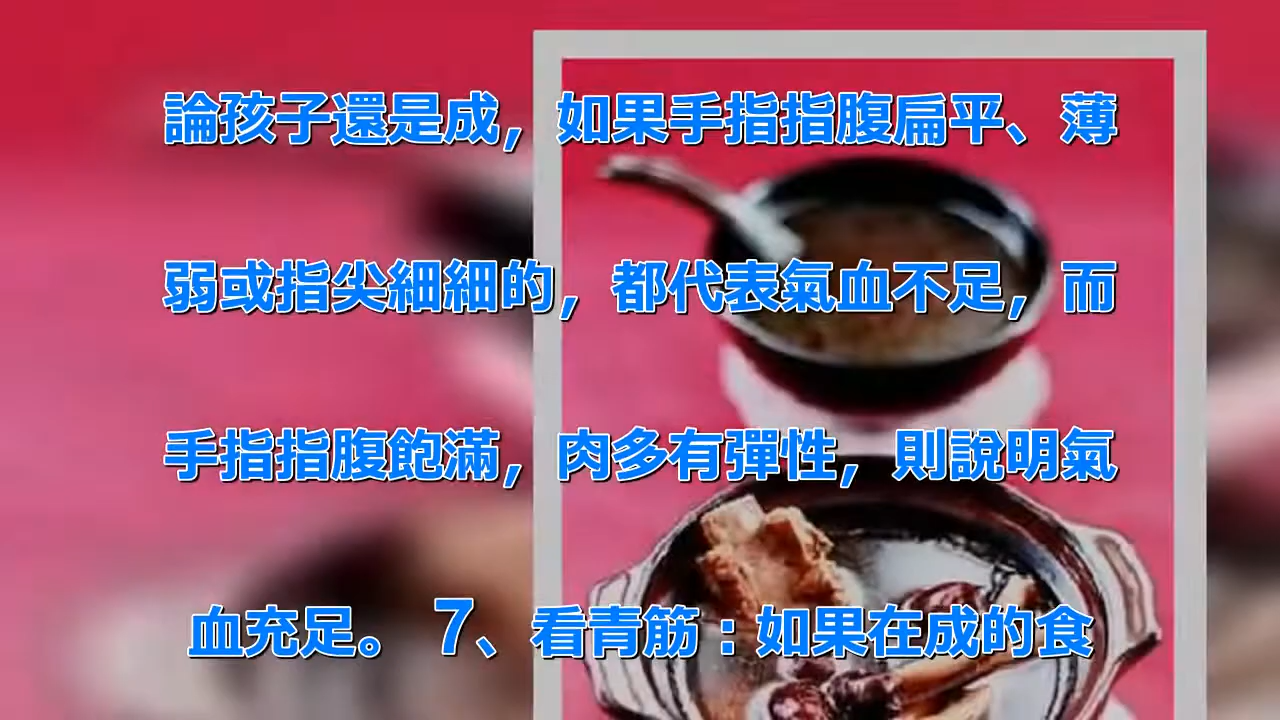 論孩子還是成，如果手指指腹扁平、薄
弱或指尖細細的，都代表氣血不足，而
手指指腹飽滿，肉多有彈性，則說明氣
血充足。 7、看青筋：如果在成的食